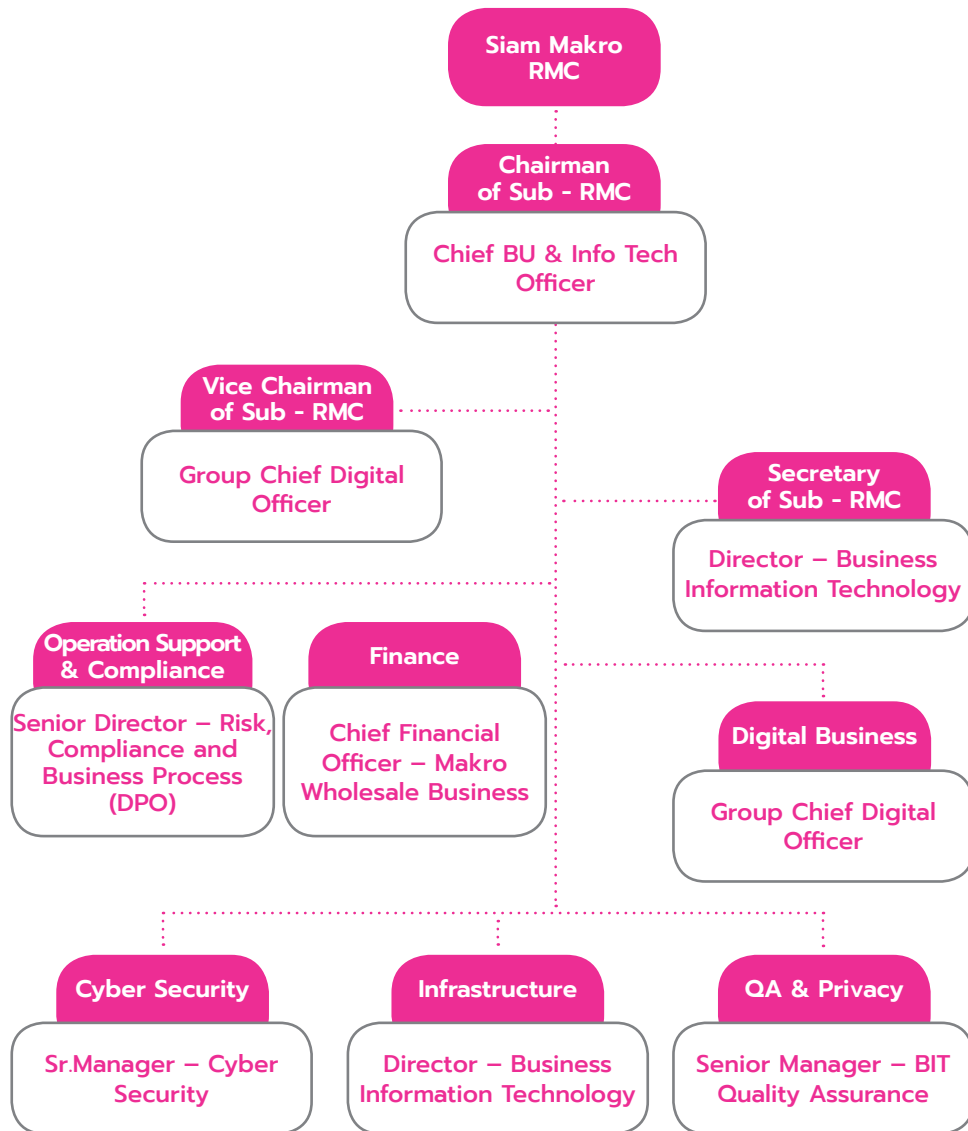 Siam Makro
RMC
Chairman
of Sub - RMC
Chief BU & Info Tech
Officer
Vice Chairman
of Sub - RMC
Group Chief Digital
Officer
Secretary
of Sub - RMC
Director – Business
Information Technology
Operation Support
& Compliance
Senior Director – Risk,
Compliance and
Business Process
(DPO)
Finance
Chief Financial
Officer – Makro
Wholesale Business
Digital Business
Group Chief Digital
Officer
Cyber Security
Sr.Manager – Cyber
Security
Infrastructure
Director – Business
Information Technology
QA & Privacy
Senior Manager – BIT
Quality Assurance